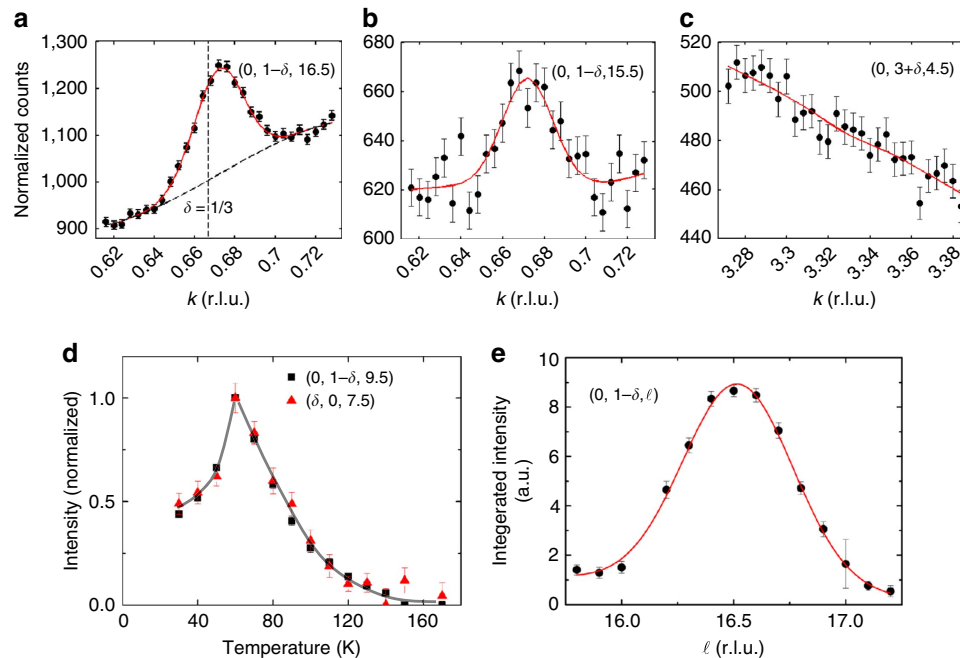 a
1,300
1,200
1,100
1,000
900
Normalized counts
(0, 1−δ, 16.5)
δ = 1/3
0.62
0.64
0.66
0.68
0.7
0.72
k (r.l.u.)
b
680
660
640
620
600
(0, 1−δ,15.5)
0.62
0.64
0.66
0.68
0.7
0.72
k (r.l.u.)
c
520
500
480
460
440
(0, 3+δ,4.5)
3.28
3.3
3.32
3.34
3.36
3.38
k (r.l.u.)
d
1.0
0.5
0.0
Intensity (normalized)
(0, 1−δ, 9.5)
(δ, 0, 7.5)
0
40
80
120
160
Temperature (K)
e
10
8
6
4
2
0
Integerated intensity
(a.u.)
(0, 1−δ,ℓ)
16.0
16.5
17.0
ℓ (r.l.u.)